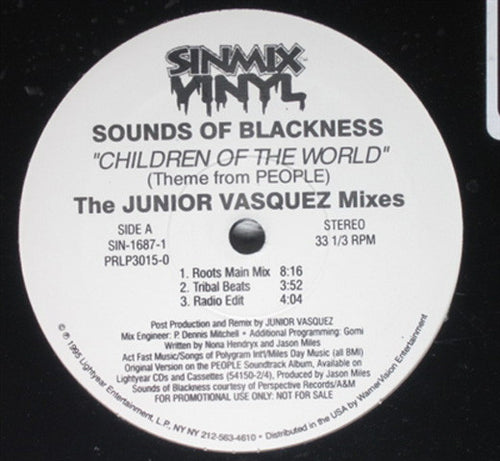 SINMIX
VINYL
SOUNDS OF BLACKNESS
"CHILDREN OF THE WORLD"
(Theme from PEOPLE)
The JUNIOR VASQUEZ Mixes
SIDE A
SIN-1687-1
PRLP3015-0
STEREO
33 1/3 RPM
1. Roots Main Mix 8:16
2. Tribal Beats 3:52
3. Radio Edit 4:04
Post Production and Remix by JUNIOR VASQUEZ
Mix Engineer: P. Dennis Mitchell • Additional Programming: Gomi
Written by Nona Hendryx and Jason Miles
Act Fast Music/Songs of Polygram Int'l/Miles Day Music (all BMI)
Original Version on the PEOPLE Soundtrack Album, Available on
Lightyear CDs and Cassettes (54150-2/4), Produced by Jason Miles
Sounds of Blackness courtesy of Perspective Records/A&M
FOR PROMOTIONAL USE ONLY: NOT FOR SALE
© ℗ 1995 Lightyear Entertainment, L.P., NY NY 212-563-4610 • Distributed in the USA by WarnerVision Entertainment